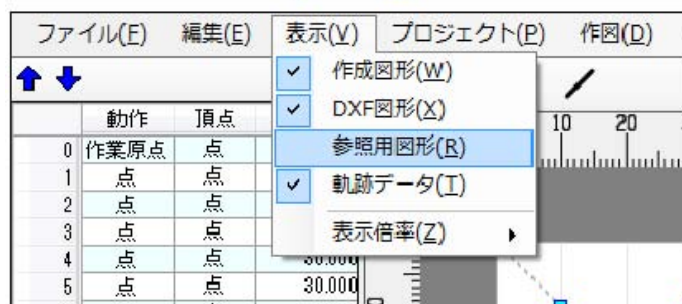 ファイル(F) 編集(E) 表示(V) プロジェクト(P) 作図(D)
作成図形(W)
DXF図形(X)
参照用図形(R)
軌跡データ(T)
表示倍率(Z)
10 20
動作 頂点
0 作業原点 点
1 点 点
2 点 点
3 点 点
4 点 点 30.000
5 点 点 30.000